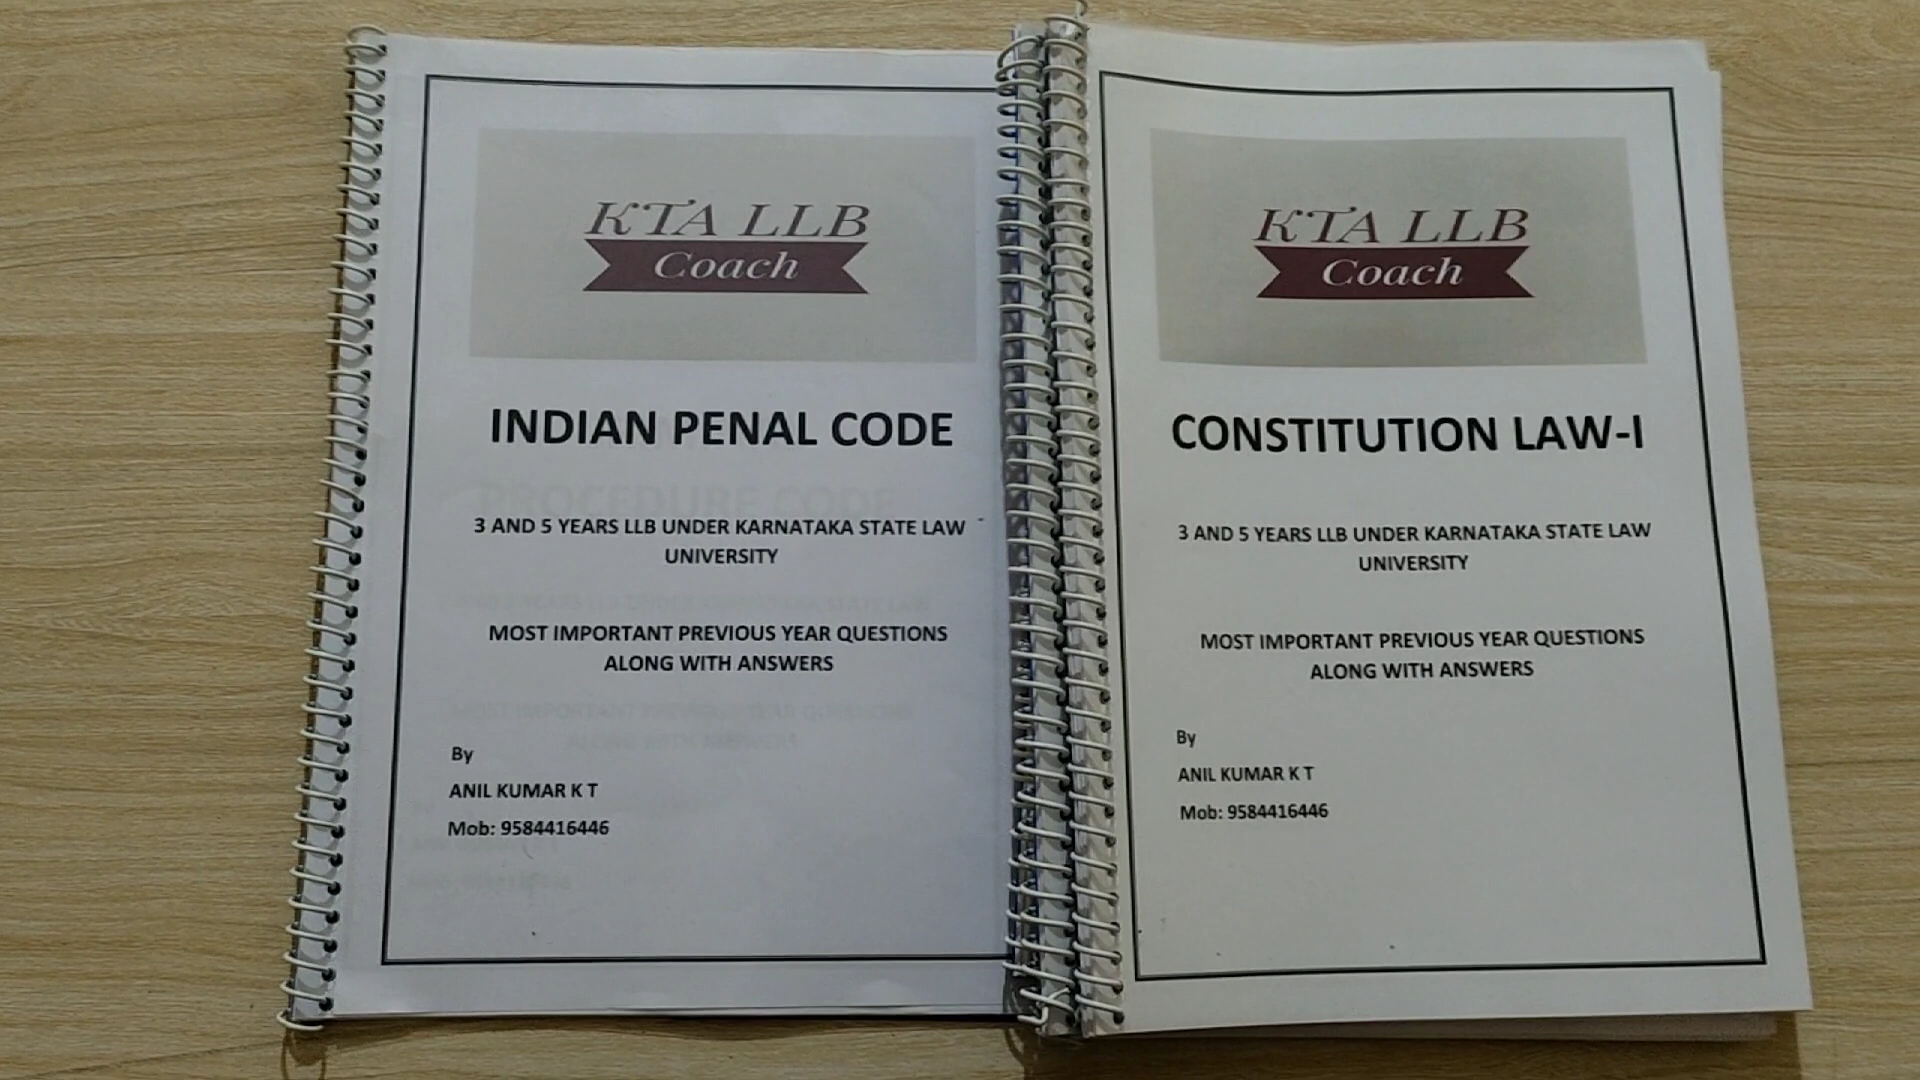 KTA LLB
Coach
INDIAN PENAL CODE
PROCEDURE CODE
3 AND 5 YEARS LLB UNDER KARNATAKA STATE LAW
UNIVERSITY
MOST IMPORTANT PREVIOUS YEAR QUESTIONS
ALONG WITH ANSWERS
By
ANIL KUMAR K T
Mob: 9584416446
KTA LLB
Coach
CONSTITUTION LAW-I
3 AND 5 YEARS LLB UNDER KARNATAKA STATE LAW
UNIVERSITY
MOST IMPORTANT PREVIOUS YEAR QUESTIONS
ALONG WITH ANSWERS
By
ANIL KUMAR K T
Mob: 9584416446